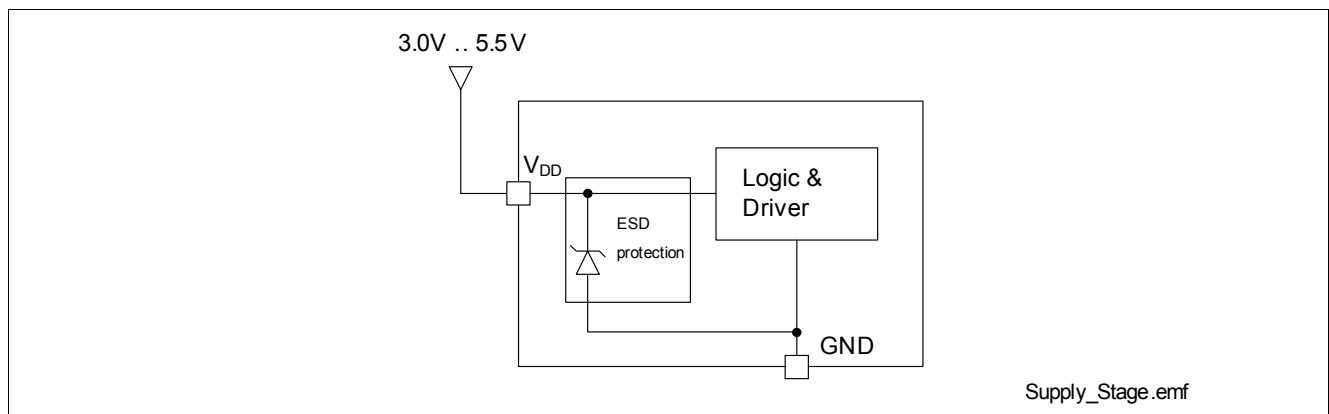 3.0V .. 5.5V
VDD
Logic &
Driver
ESD
protection
GND
Supply_Stage.emf